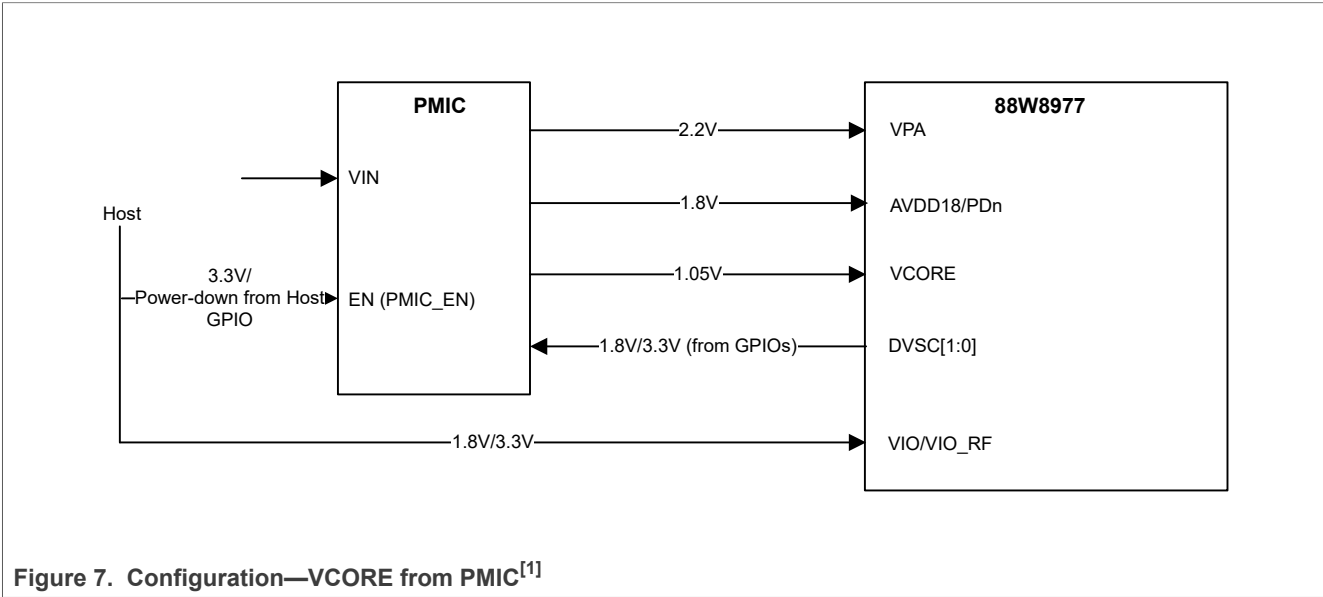 PMIC
88W8977
2.2V
VPA
VIN
1.8V
AVDD18/PDn
Host
3.3V/
Power-down from Host
GPIO
EN (PMIC_EN)
1.05V
VCORE
1.8V/3.3V (from GPIOs)
DVSC[1:0]
1.8V/3.3V
VIO/VIO_RF
Figure 7. Configuration—VCORE from PMIC[1]